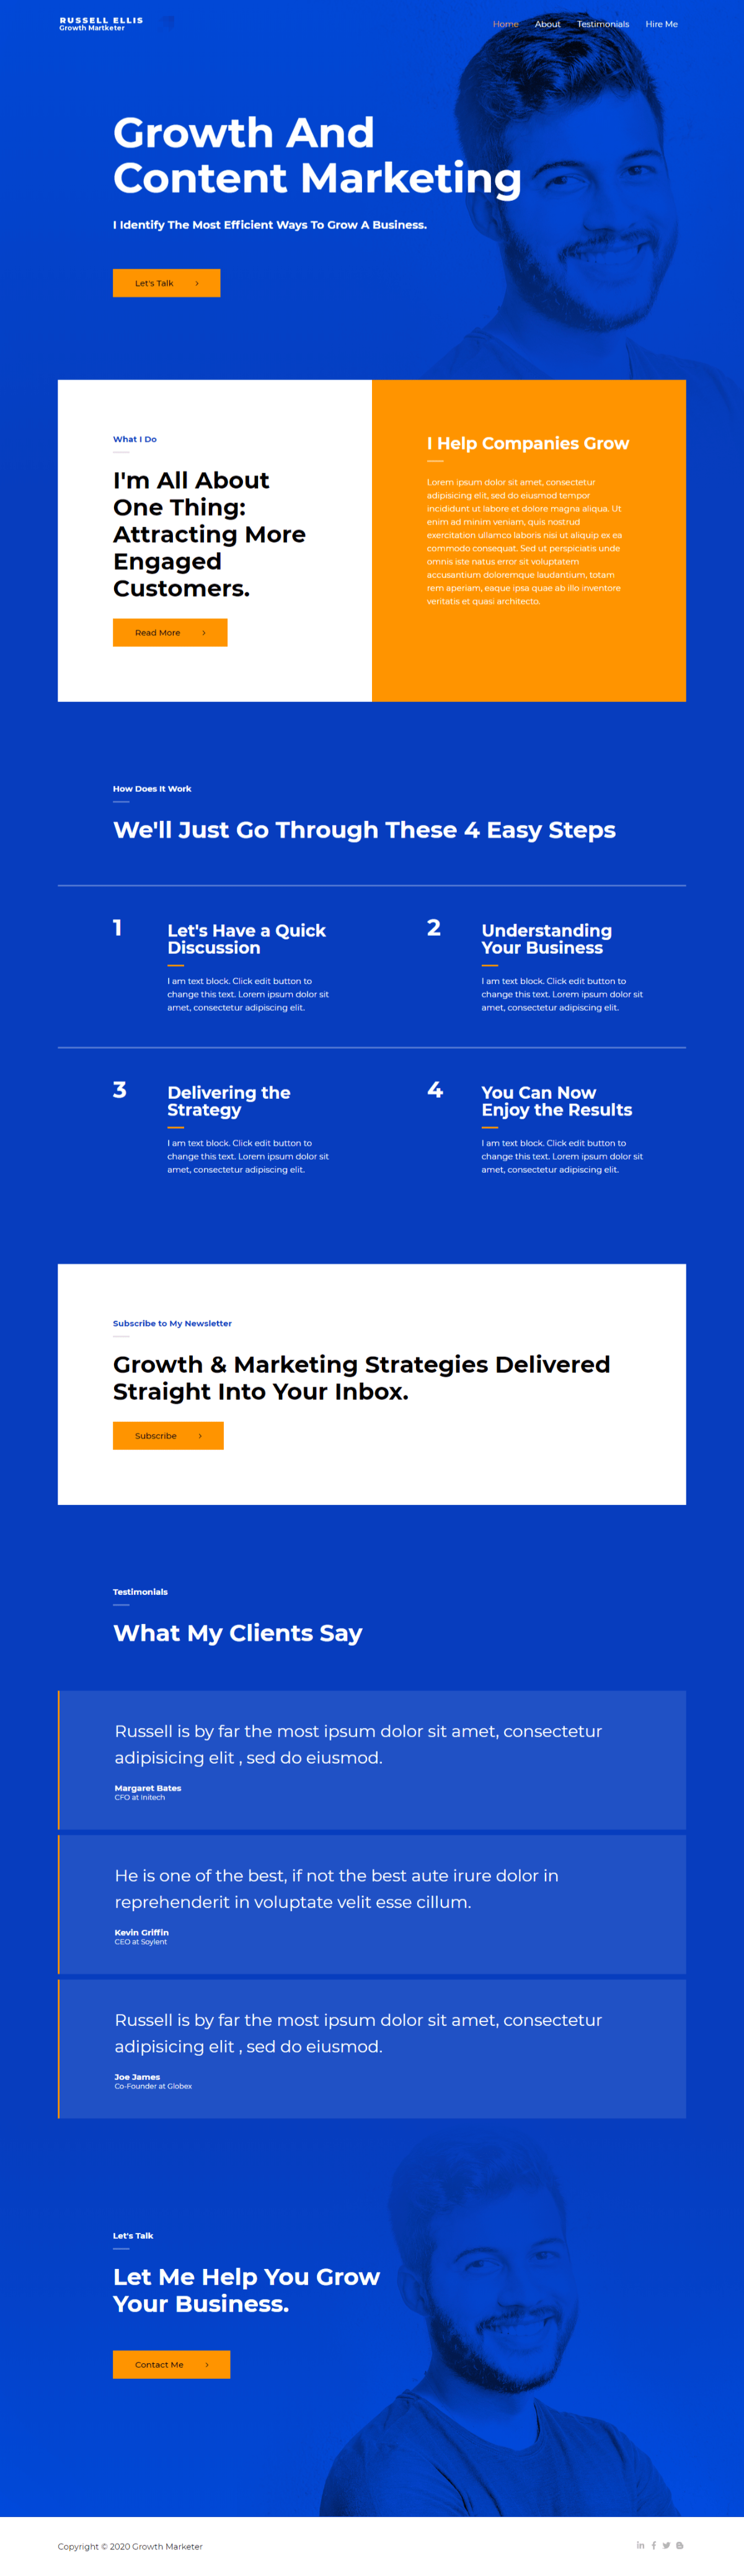 RUSSELL ELLIS
Growth Martketer
Home About Testimonials Hire Me
Growth And
Content Marketing
I Identify The Most Efficient Ways To Grow A Business.
Let's Talk >
What I Do
I'm All About
One Thing:
Attracting More
Engaged
Customers.
Read More >
I Help Companies Grow
Lorem ipsum dolor sit amet, consectetur
adipisicing elit, sed do eiusmod tempor
incididunt ut labore et dolore magna aliqua. Ut
enim ad minim veniam, quis nostrud
exercitation ullamco laboris nisi ut aliquip ex ea
commodo consequat. Sed ut perspiciatis unde
omnis iste natus error sit voluptatem
accusantium doloremque laudantium, totam
rem aperiam, eaque ipsa quae ab illo inventore
veritatis et quasi architecto.
How Does It Work
We'll Just Go Through These 4 Easy Steps
1
Let's Have a Quick
Discussion
I am text block. Click edit button to
change this text. Lorem ipsum dolor sit
amet, consectetur adipiscing elit.
2
Understanding
Your Business
I am text block. Click edit button to
change this text. Lorem ipsum dolor sit
amet, consectetur adipiscing elit.
3
Delivering the
Strategy
I am text block. Click edit button to
change this text. Lorem ipsum dolor sit
amet, consectetur adipiscing elit.
4
You Can Now
Enjoy the Results
I am text block. Click edit button to
change this text. Lorem ipsum dolor sit
amet, consectetur adipiscing elit.
Subscribe to My Newsletter
Growth & Marketing Strategies Delivered
Straight Into Your Inbox.
Subscribe >
Testimonials
What My Clients Say
Russell is by far the most ipsum dolor sit amet, consectetur
adipisicing elit , sed do eiusmod.
Margaret Bates
CFO at Initech
He is one of the best, if not the best aute irure dolor in
reprehenderit in voluptate velit esse cillum.
Kevin Griffin
CEO at Soylent
Russell is by far the most ipsum dolor sit amet, consectetur
adipisicing elit , sed do eiusmod.
Joe James
Co-Founder at Globex
Let's Talk
Let Me Help You Grow
Your Business.
Contact Me >
Copyright © 2020 Growth Marketer